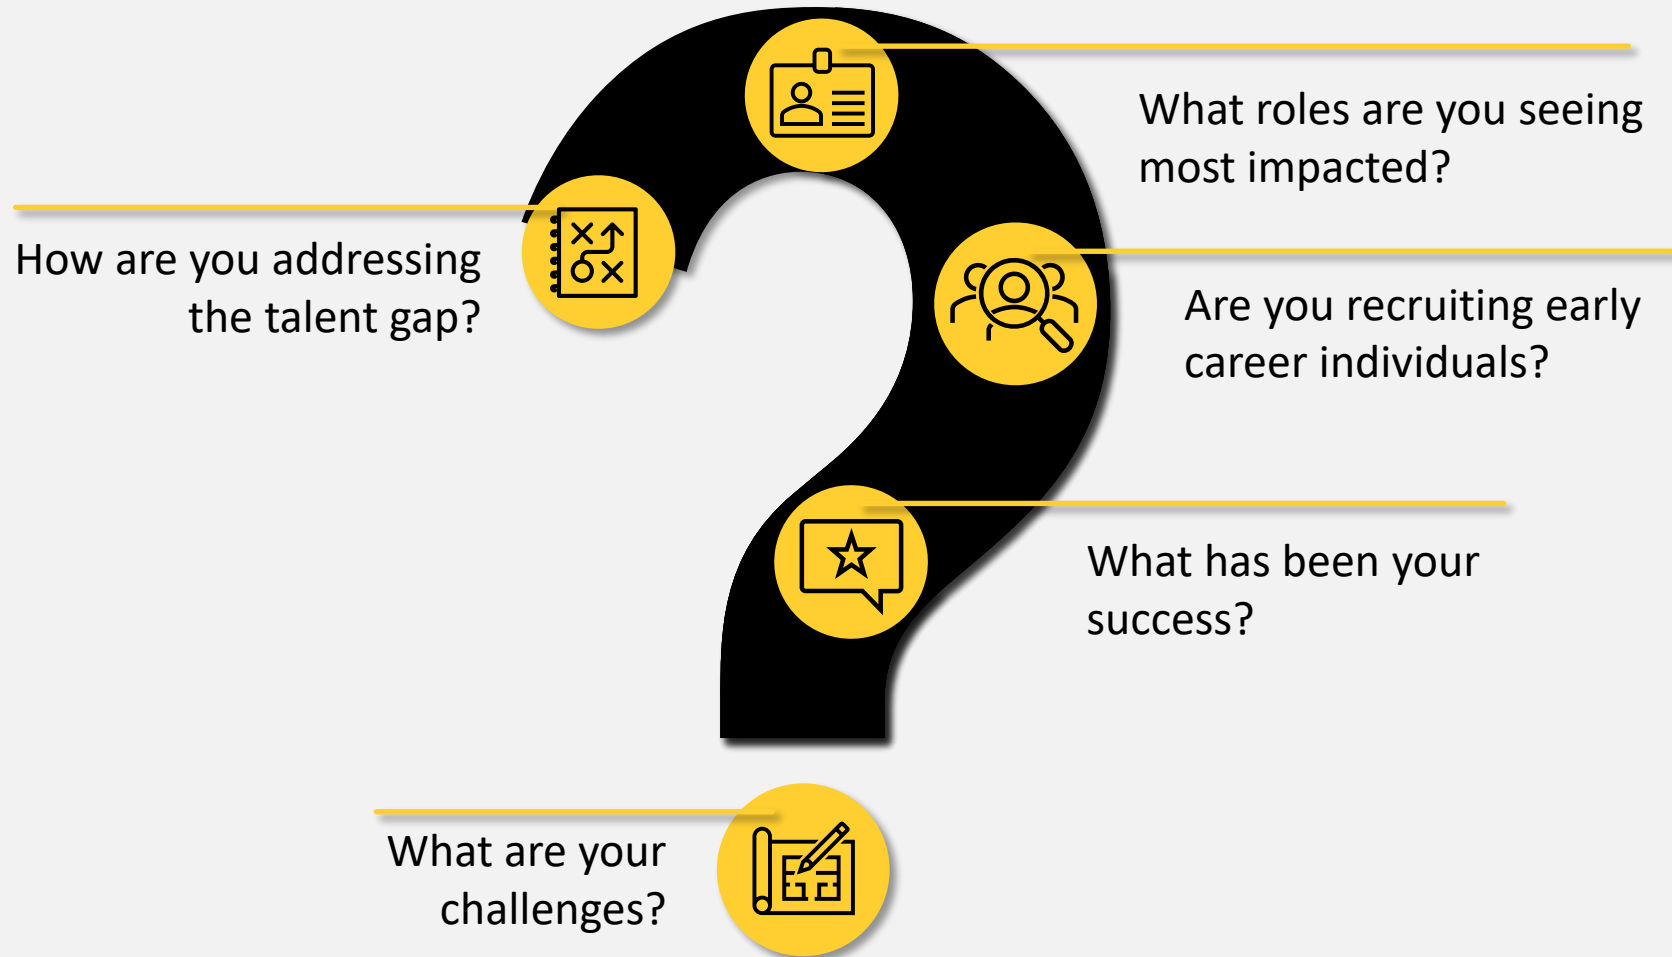 What roles are you seeing
most impacted?
How are you addressing
the talent gap?
Are you recruiting early
career individuals?
What has been your
success?
What are your
challenges?